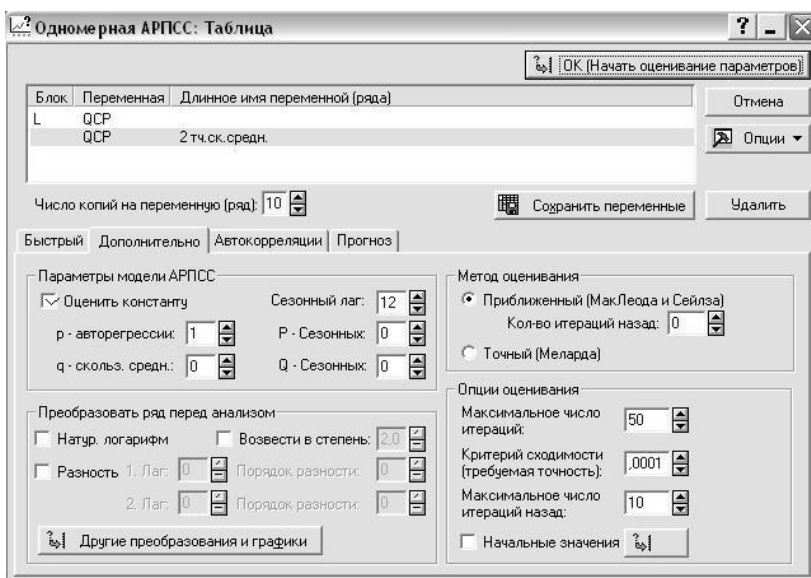 Одномерная АРПСС: Таблица
OK (Начать оценивание параметров)
Блок Переменная Длинное имя переменной (ряда)
L QCP
QCP 2 тч.ск.средн.
Отмена
Опции
Число копий на переменную (ряд): 10
Сохранить переменные
Удалить
Быстрый Дополнительно Автокорреляции Прогноз
Параметры модели АРПСС
Оценить константу Сезонный лаг: 12
p - авторегрессии: 1 P - Сезонных: 0
q - скольз. средн.: 0 Q - Сезонных: 0
Преобразовать ряд перед анализом
Натур. логарифм Возвести в степень: 2,0
Разность 1. Лаг: 0 Порядок разности: 0
2. Лаг: 0 Порядок разности: 0
Другие преобразования и графики
Метод оценивания
Приближенный (МакЛеода и Сейлза)
Кол-во итераций назад: 0
Точный (Меларда)
Опции оценивания
Максимальное число
итераций: 50
Критерий сходимости
(требуемая точность): ,0001
Максимальное число
итераций назад: 10
Начальные значения